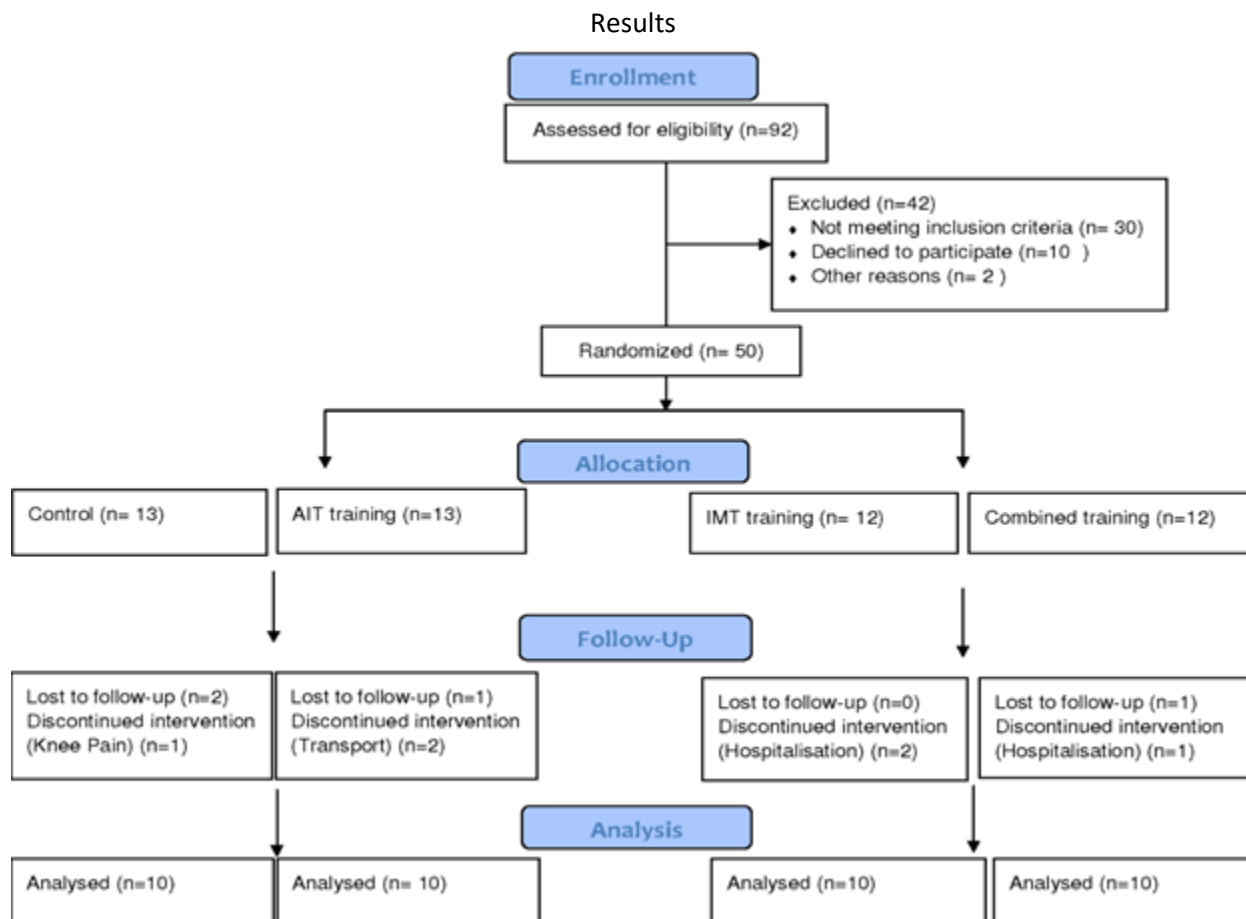 Results
Enrollment
Assessed for eligibility (n=92)
Excluded (n=42)
♦ Not meeting inclusion criteria (n= 30)
♦ Declined to participate (n=10 )
♦ Other reasons (n= 2 )
Randomized (n= 50)
Allocation
Control (n= 13)
AIT training (n=13)
IMT training (n= 12)
Combined training (n=12)
Follow-Up
Lost to follow-up (n=2)
Discontinued intervention
(Knee Pain) (n=1)
Lost to follow-up (n=1)
Discontinued intervention
(Transport) (n=2)
Lost to follow-up (n=0)
Discontinued intervention
(Hospitalisation) (n=2)
Lost to follow-up (n=1)
Discontinued intervention
(Hospitalisation) (n=1)
Analysis
Analysed (n=10)
Analysed (n= 10)
Analysed (n=10)
Analysed (n=10)